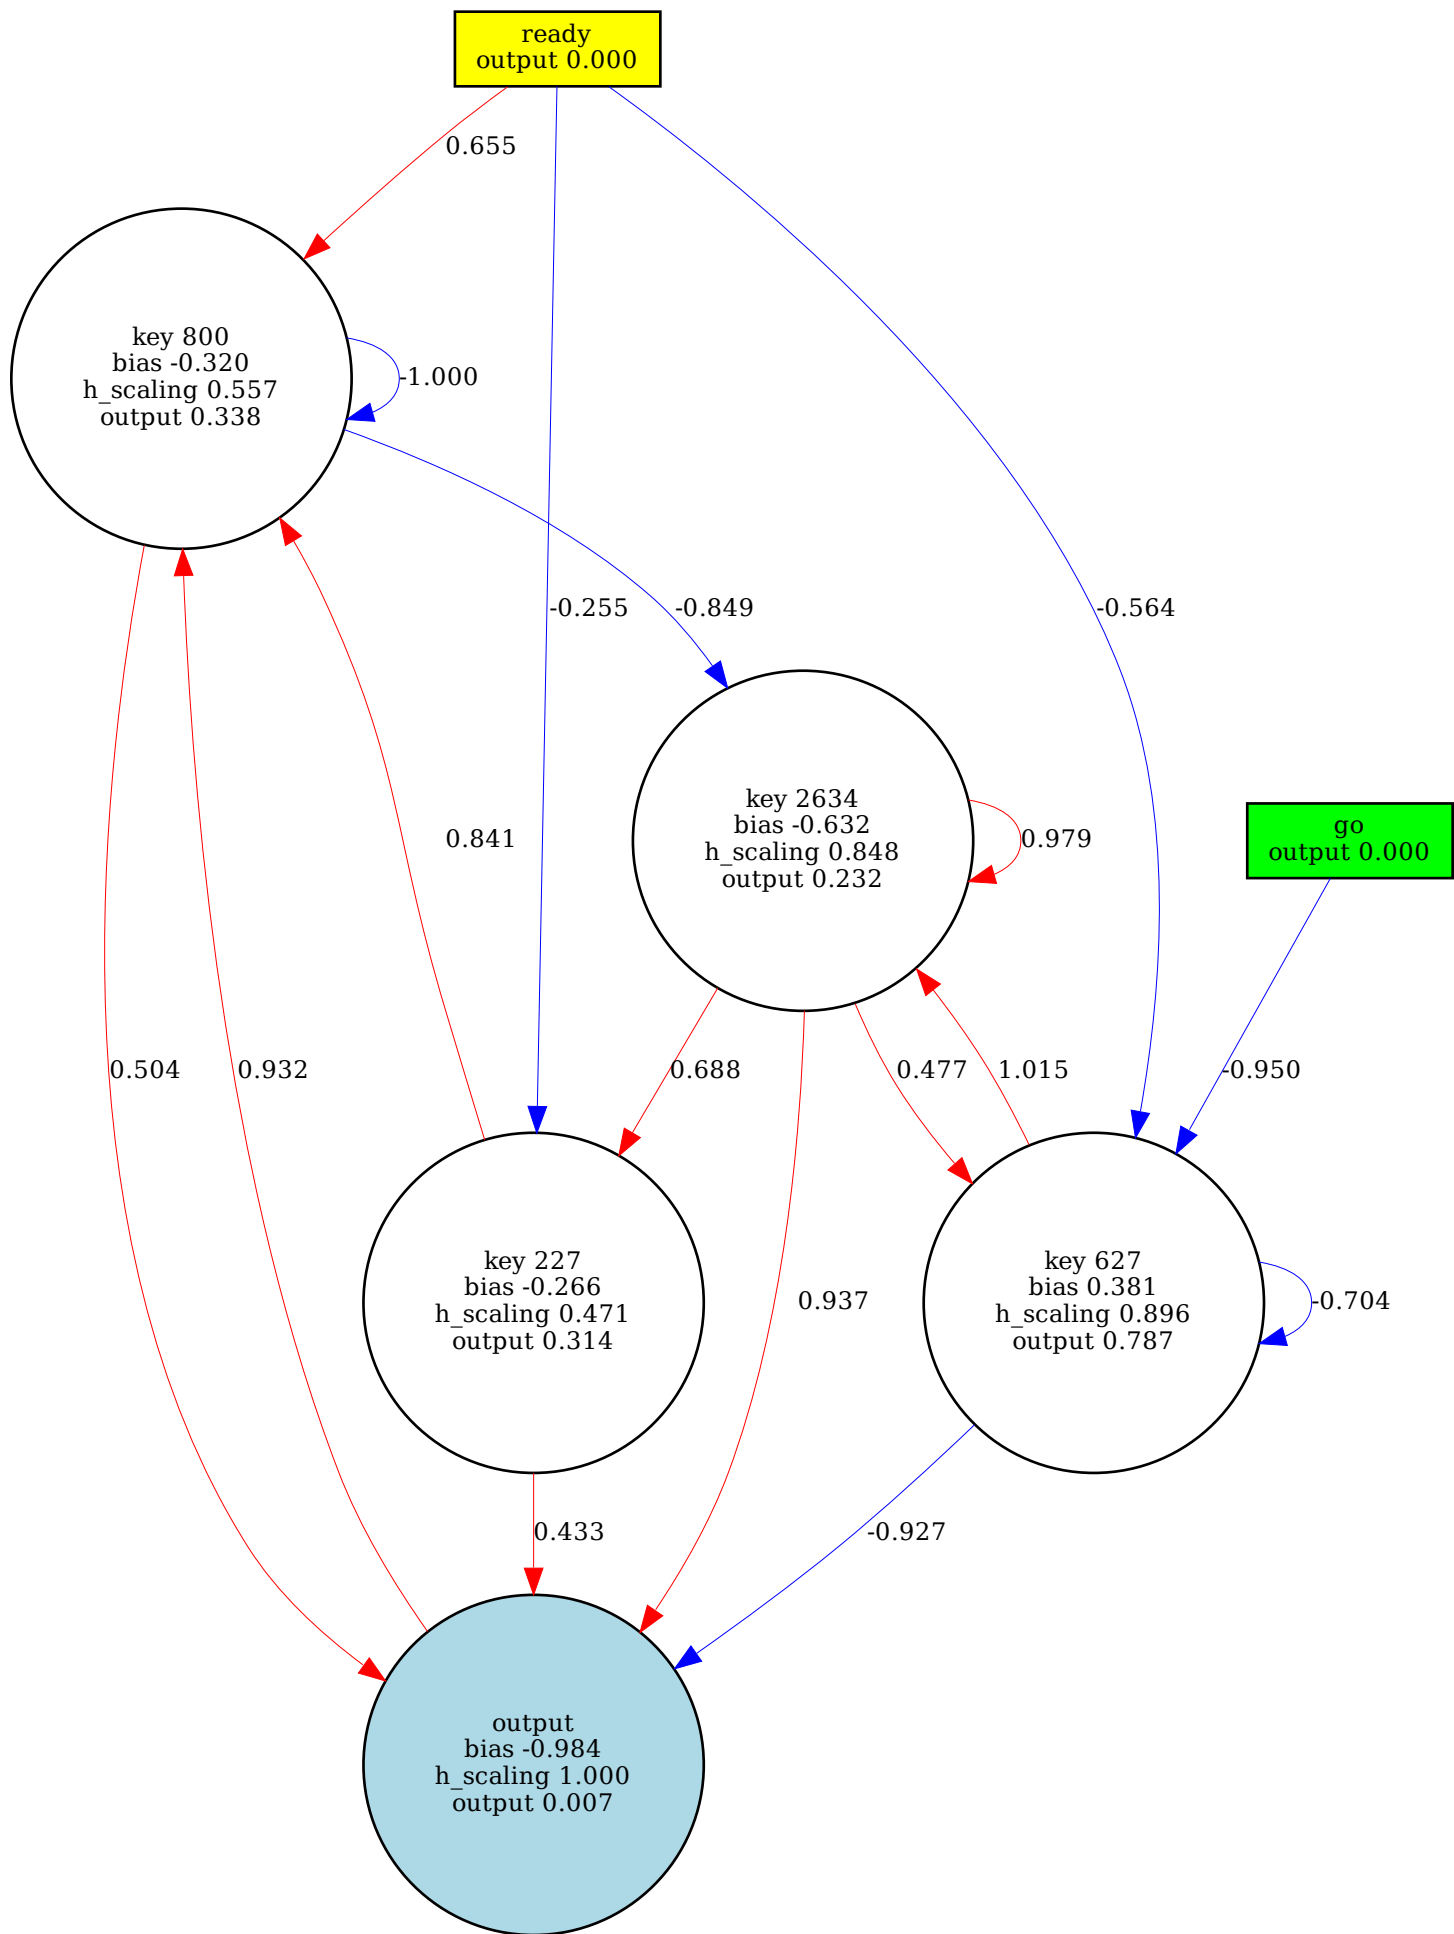 ready
output 0.000
0.655
key 800
bias -0.320
h_scaling 0.557
output 0.338
-1.000
-0.255
-0.849
-0.564
key 2634
bias -0.632
h_scaling 0.848
output 0.232
0.841
0.979
go
output 0.000
0.504
0.932
0.688
0.477
1.015
-0.950
key 227
bias -0.266
h_scaling 0.471
output 0.314
0.937
key 627
bias 0.381
h_scaling 0.896
output 0.787
-0.704
0.433
-0.927
output
bias -0.984
h_scaling 1.000
output 0.007